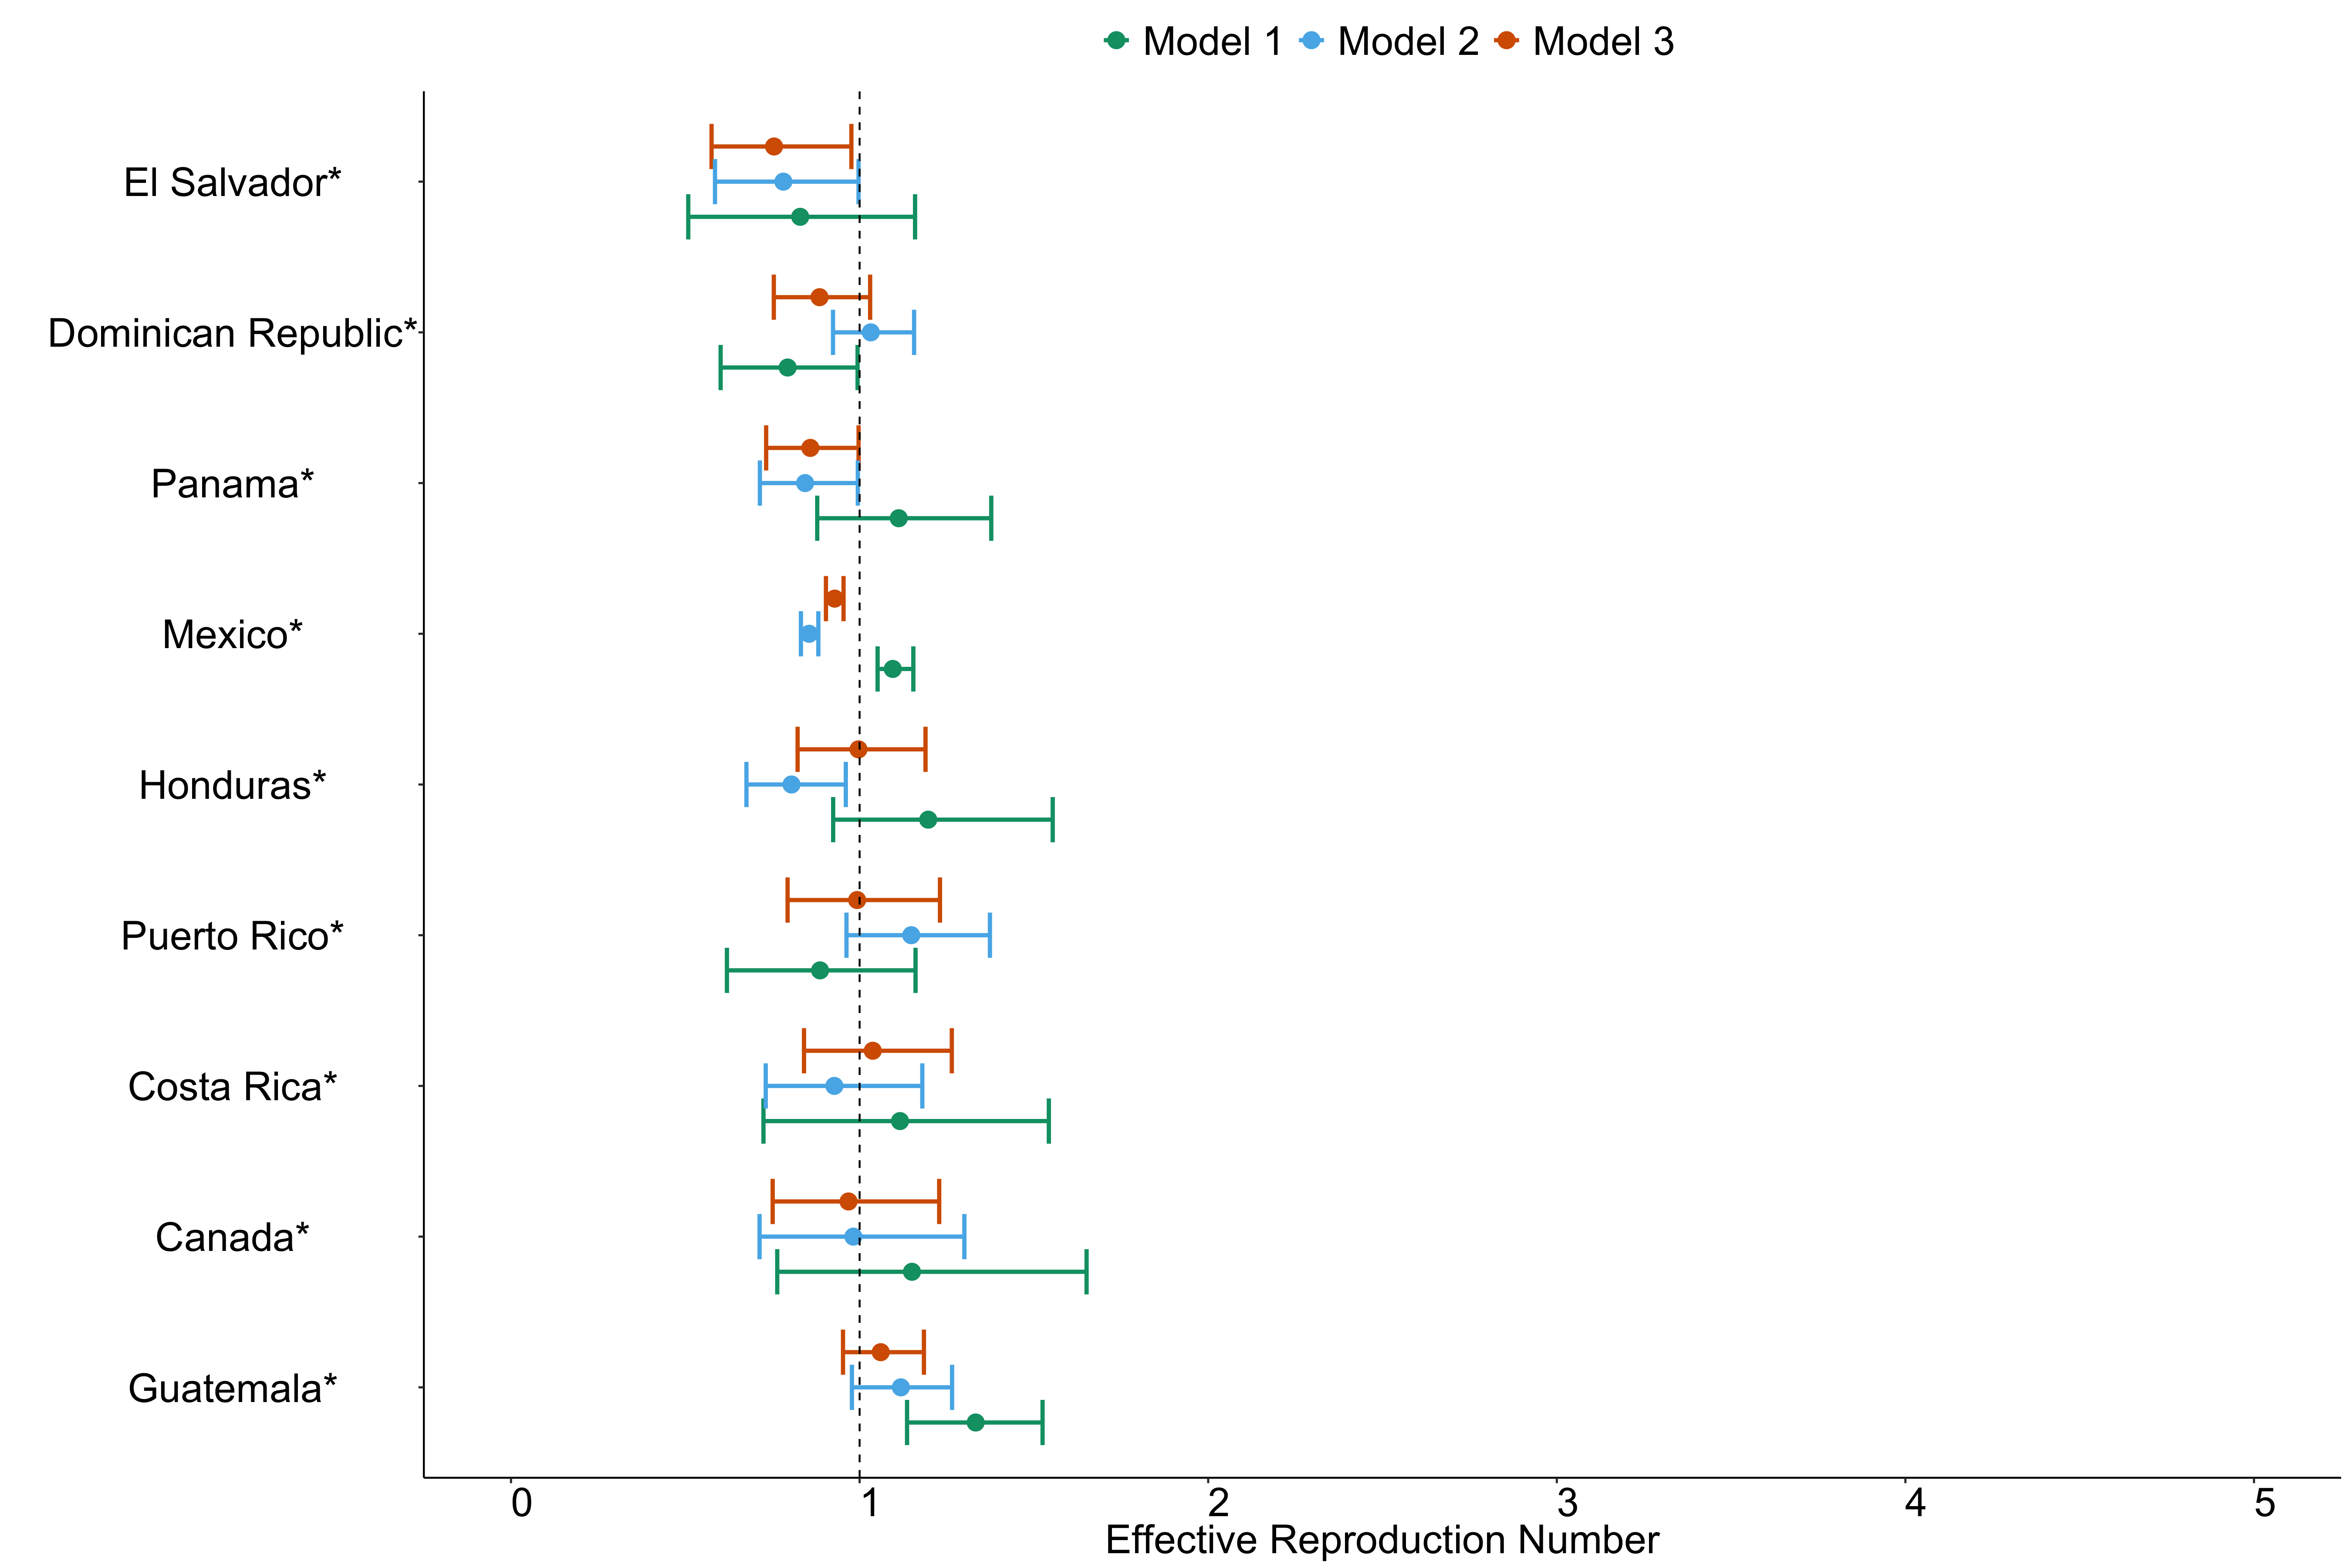 Model 1 Model 2 Model 3
El Salvador*
Dominican Republic*
Panama*
Mexico*
Honduras*
Puerto Rico*
Costa Rica*
Canada*
Guatemala*
0 1 2 3 4 5
Effective Reproduction Number